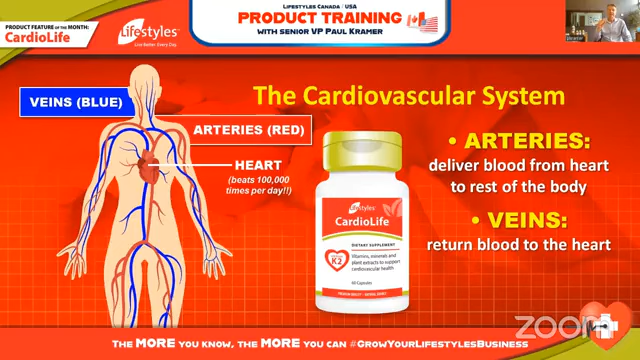 PRODUCT FEATURE OF THE MONTH:
CardioLife
Lifestyles
Live Better. Every Day.
LIFESTYLES CANADA | USA
PRODUCT TRAINING
WITH SENIOR VP PAUL KRAMER
The Cardiovascular System
VEINS (BLUE)
ARTERIES (RED)
HEART
(beats 100,000
times per day!!)
Lifestyles
CardioLife
DIETARY SUPPLEMENT
K2
Vitamins, minerals and
plant extracts to support
cardiovascular health
60 Capsules
• ARTERIES:
deliver blood from heart
to rest of the body
• VEINS:
return blood to the heart
zoom
THE MORE YOU KNOW, THE MORE YOU CAN #GROWYOURLIFESTYLESBUSINESS